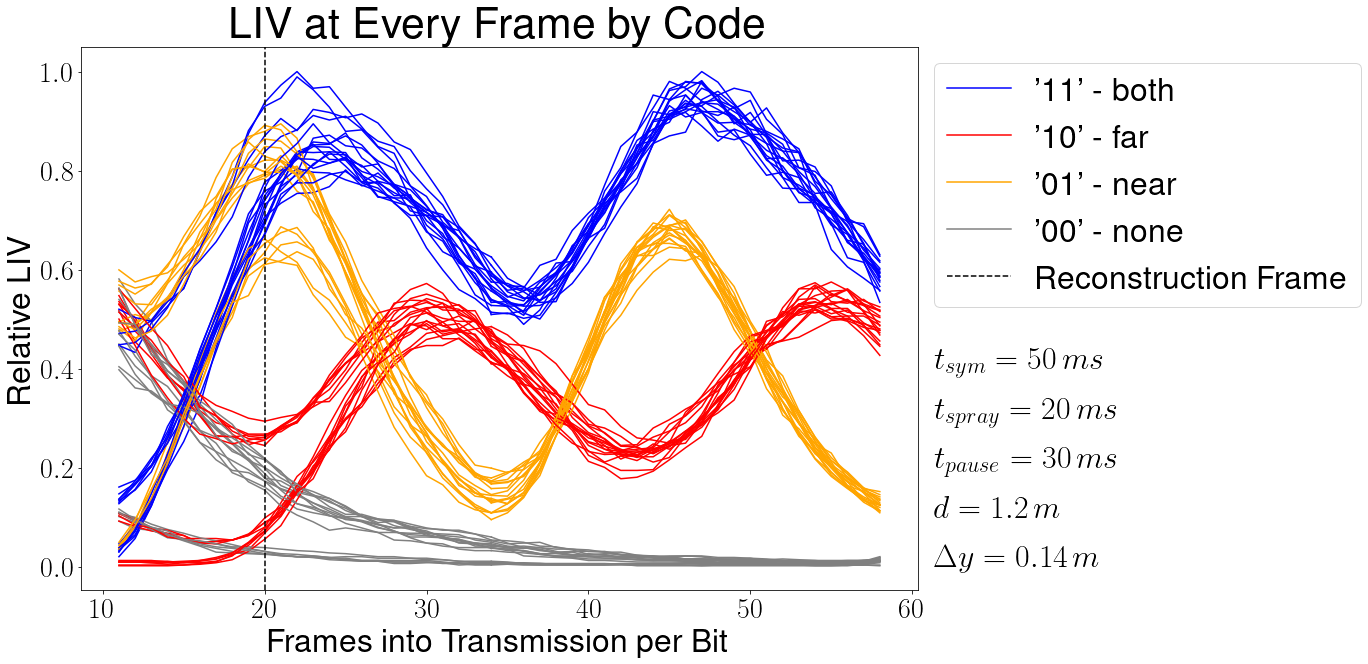 LIV at Every Frame by Code
Relative LIV
1.0
0.8
0.6
0.4
0.2
0.0
10 20 30 40 50 60
Frames into Transmission per Bit
'11' - both
'10' - far
'01' - near
'00' - none
Reconstruction Frame
t_{sym} = 50 ms
t_{spray} = 20 ms
t_{pause} = 30 ms
d = 1.2 m
Δy = 0.14 m